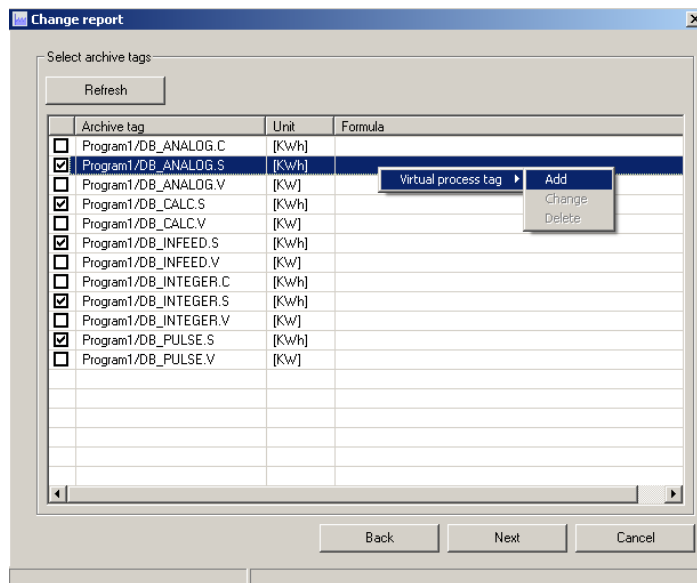 Change report
Select archive tags
Refresh
Archive tag Unit Formula
Program1/DB_ANALOG.C [KWh]
Program1/DB_ANALOG.S [KWh]
Program1/DB_ANALOG.V [KW]
Program1/DB_CALC.S [KWh]
Program1/DB_CALC.V [KW]
Program1/DB_INFEED.S [KWh]
Program1/DB_INFEED.V [KW]
Program1/DB_INTEGER.C [KWh]
Program1/DB_INTEGER.S [KWh]
Program1/DB_INTEGER.V [KW]
Program1/DB_PULSE.S [KWh]
Program1/DB_PULSE.V [KW]
Virtual process tag
Add
Change
Delete
Back Next Cancel